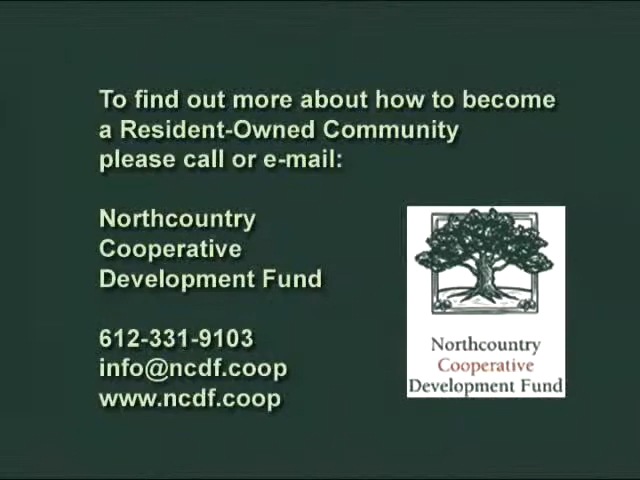 To find out more about how to become
a Resident-Owned Community
please call or e-mail:
Northcountry
Cooperative
Development Fund
612-331-9103
info@ncdf.coop
www.ncdf.coop
Northcountry
Cooperative
Development Fund